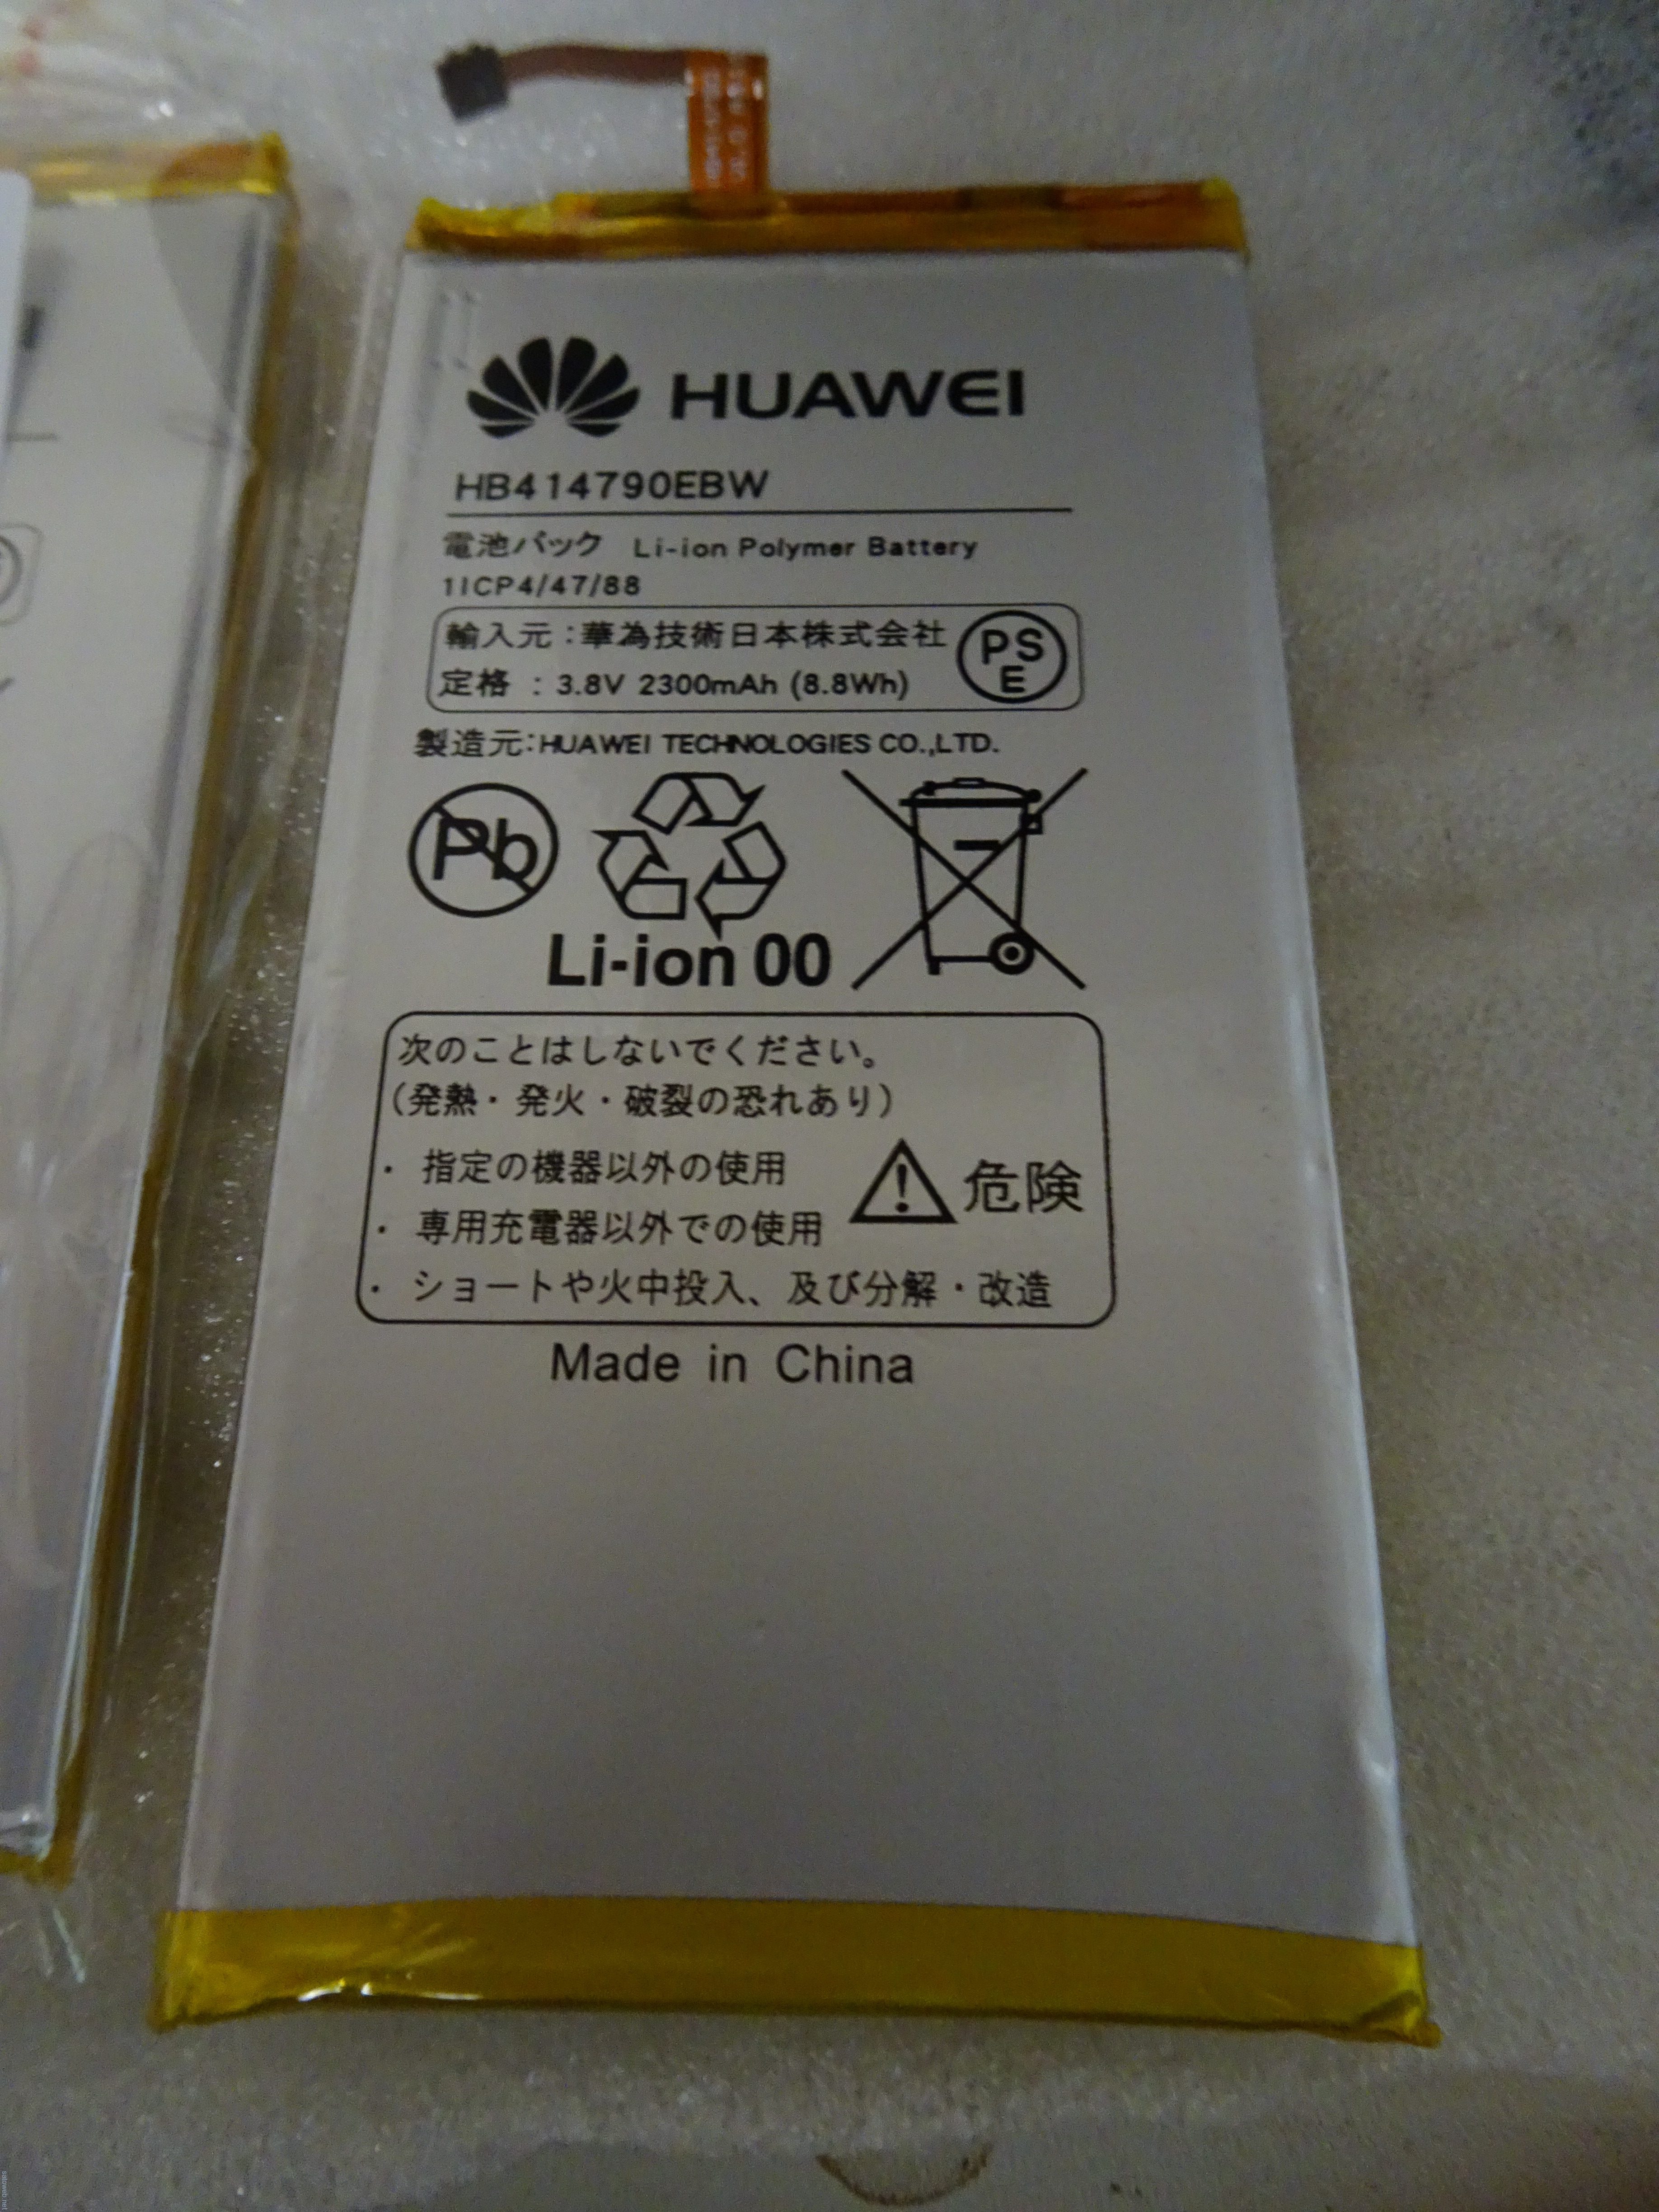 HUAWEI
HB414790EBW
電池パック Li-ion Polymer Battery
1ICP4/47/88
輸入元：華為技術日本株式会社
定格 : 3.8V 2300mAh (8.8Wh)
PS
E
製造元:HUAWEI TECHNOLOGIES CO.,LTD.
Pb
Li-ion 00
次のことはしないでください。
（発熱・発火・破裂の恐れあり）
・ 指定の機器以外の使用
・ 専用充電器以外での使用
危険
・ ショートや火中投入、及び分解・改造
Made in China